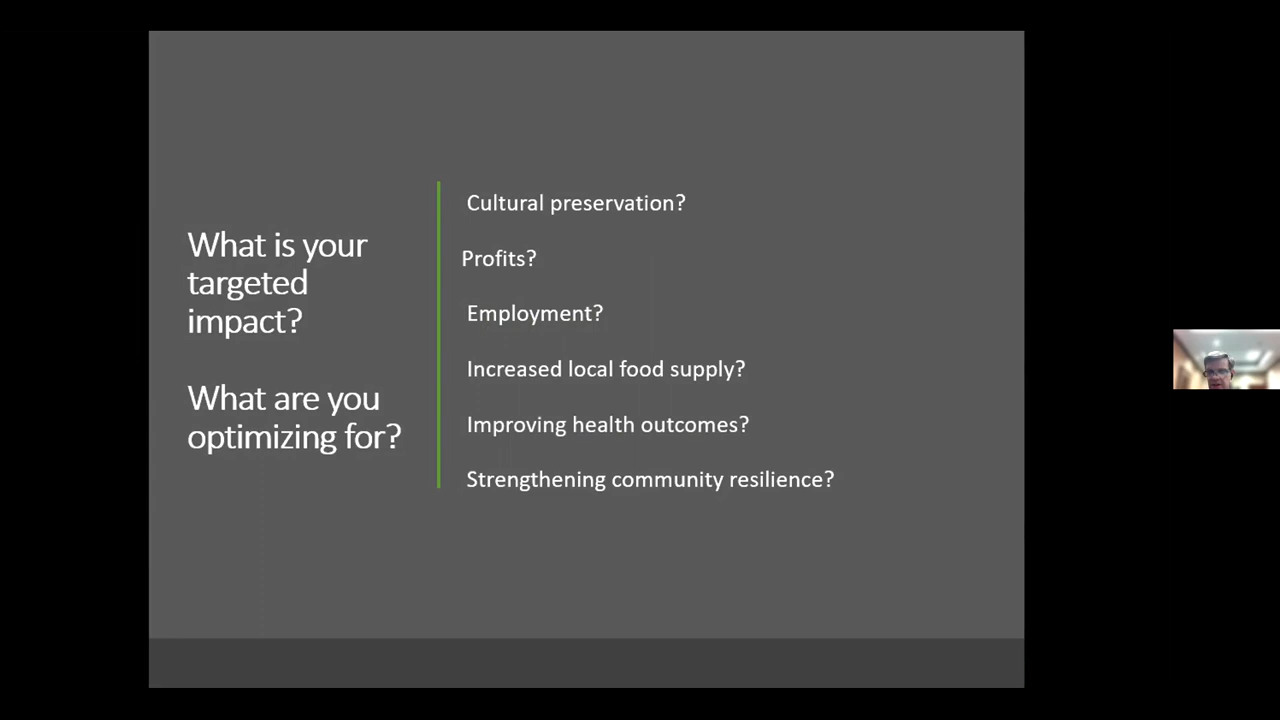 What is your
targeted
impact?
What are you
optimizing for?
Cultural preservation?
Profits?
Employment?
Increased local food supply?
Improving health outcomes?
Strengthening community resilience?